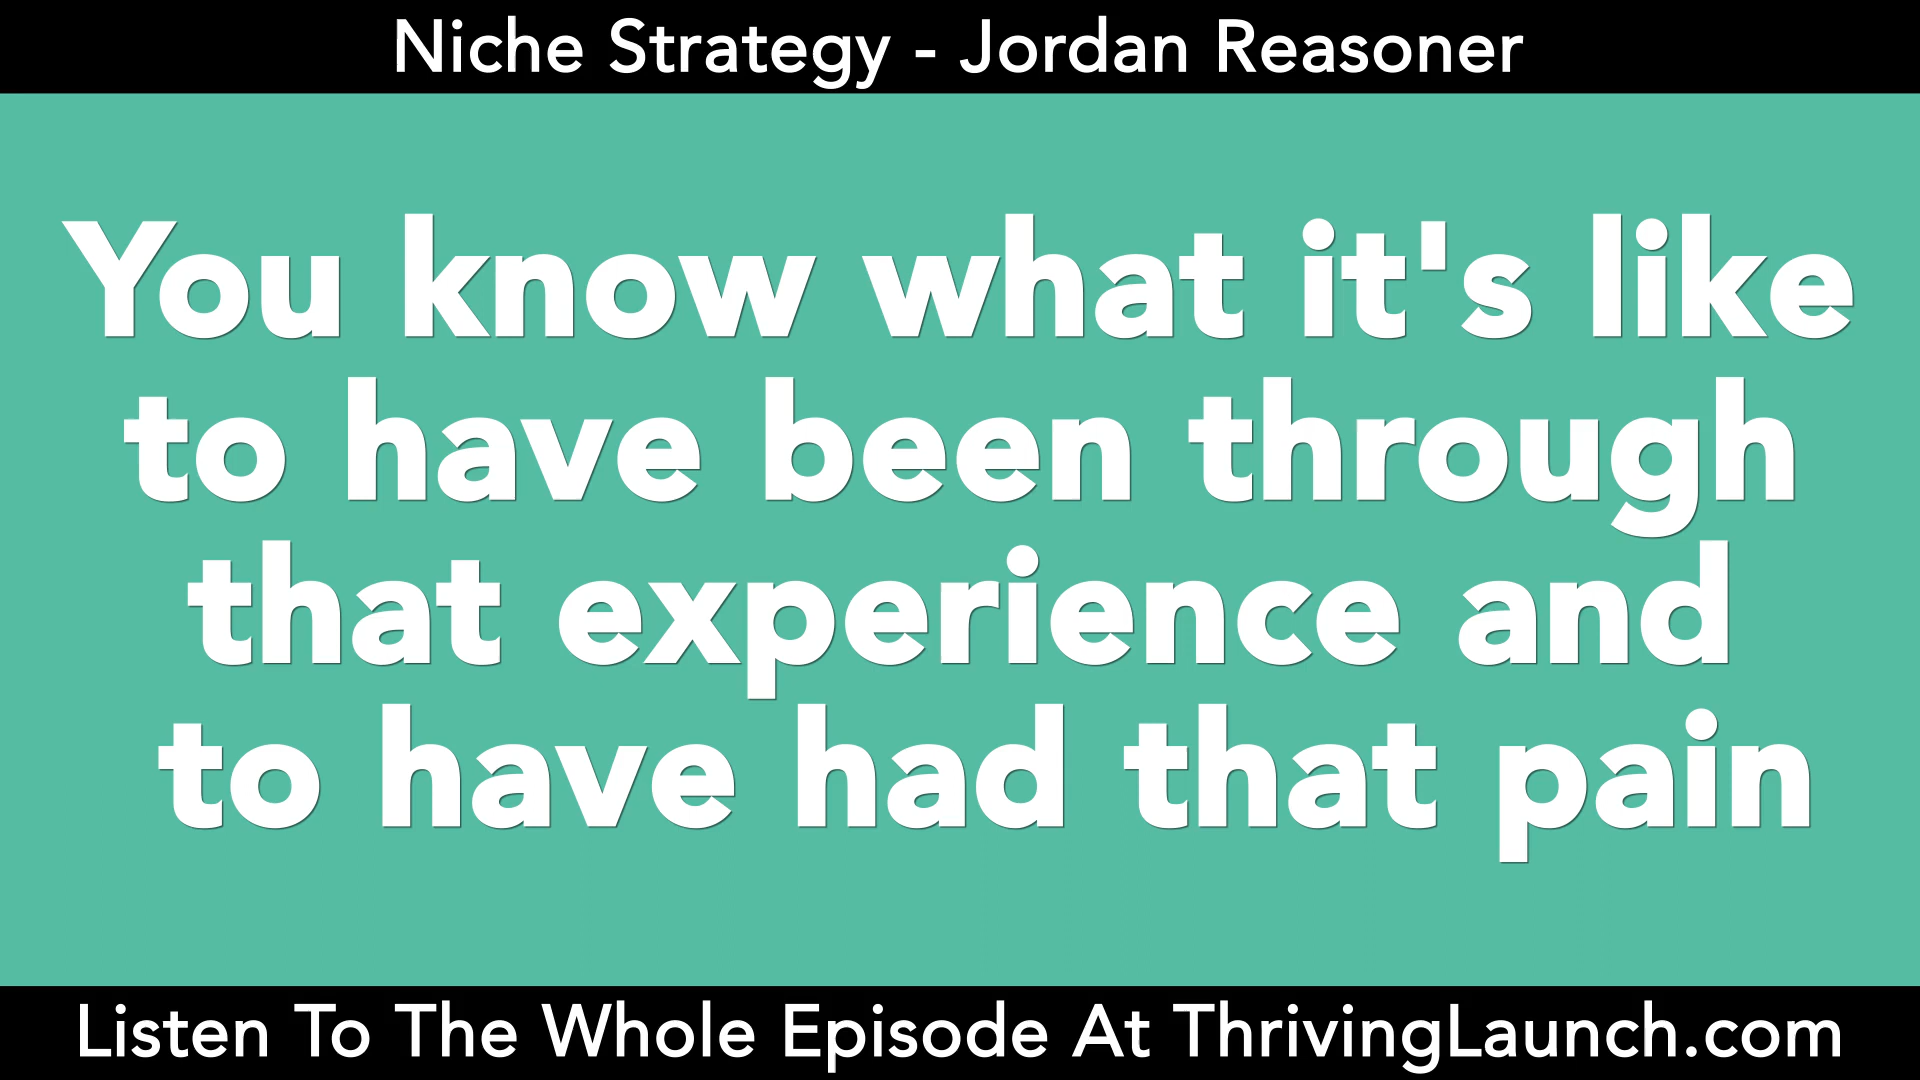 Niche Strategy - Jordan Reasoner
You know what it's like
to have been through
that experience and
to have had that pain
Listen To The Whole Episode At ThrivingLaunch.com